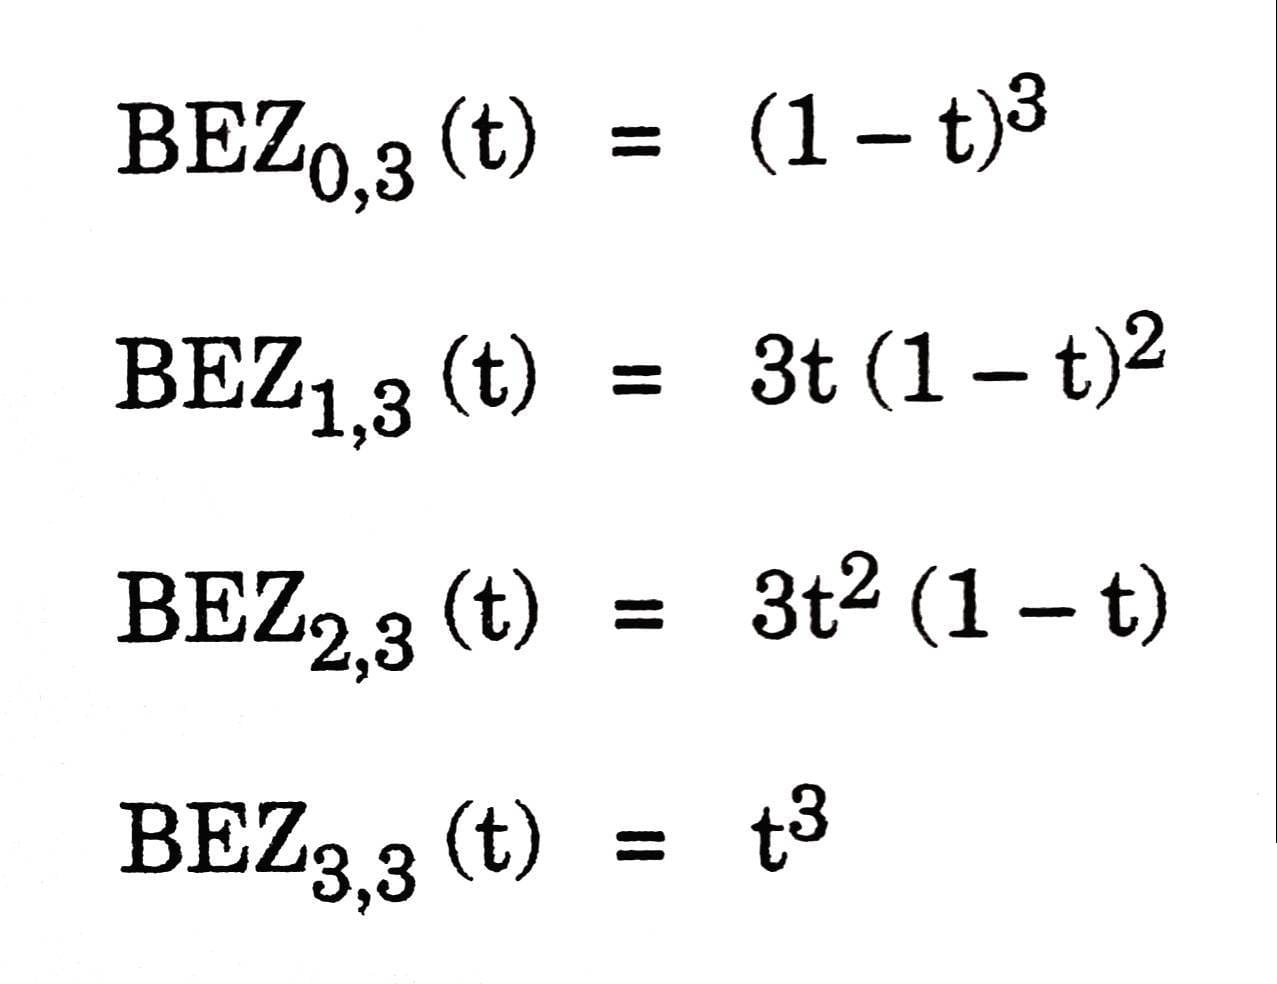 BEZ₀,₃ (t) = (1 – t)³
BEZ₁,₃ (t) = 3t (1 – t)²
BEZ₂,₃ (t) = 3t² (1 – t)
BEZ₃,₃ (t) = t³